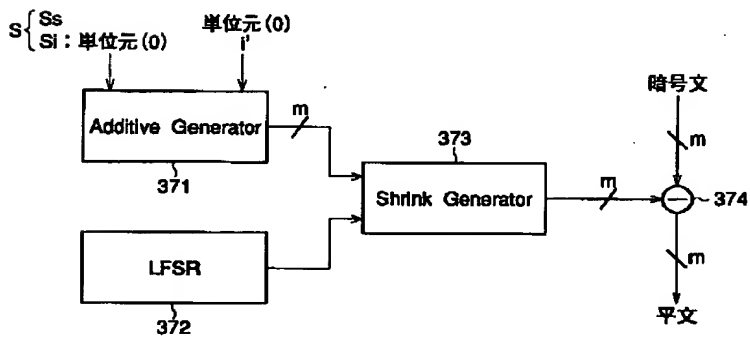 S { Ss
Si : 単位元 (0)
単位元 (0)
i'
Additive Generator
m
371
LFSR
372
373
Shrink Generator
m
暗号文
m
−
374
m
平文